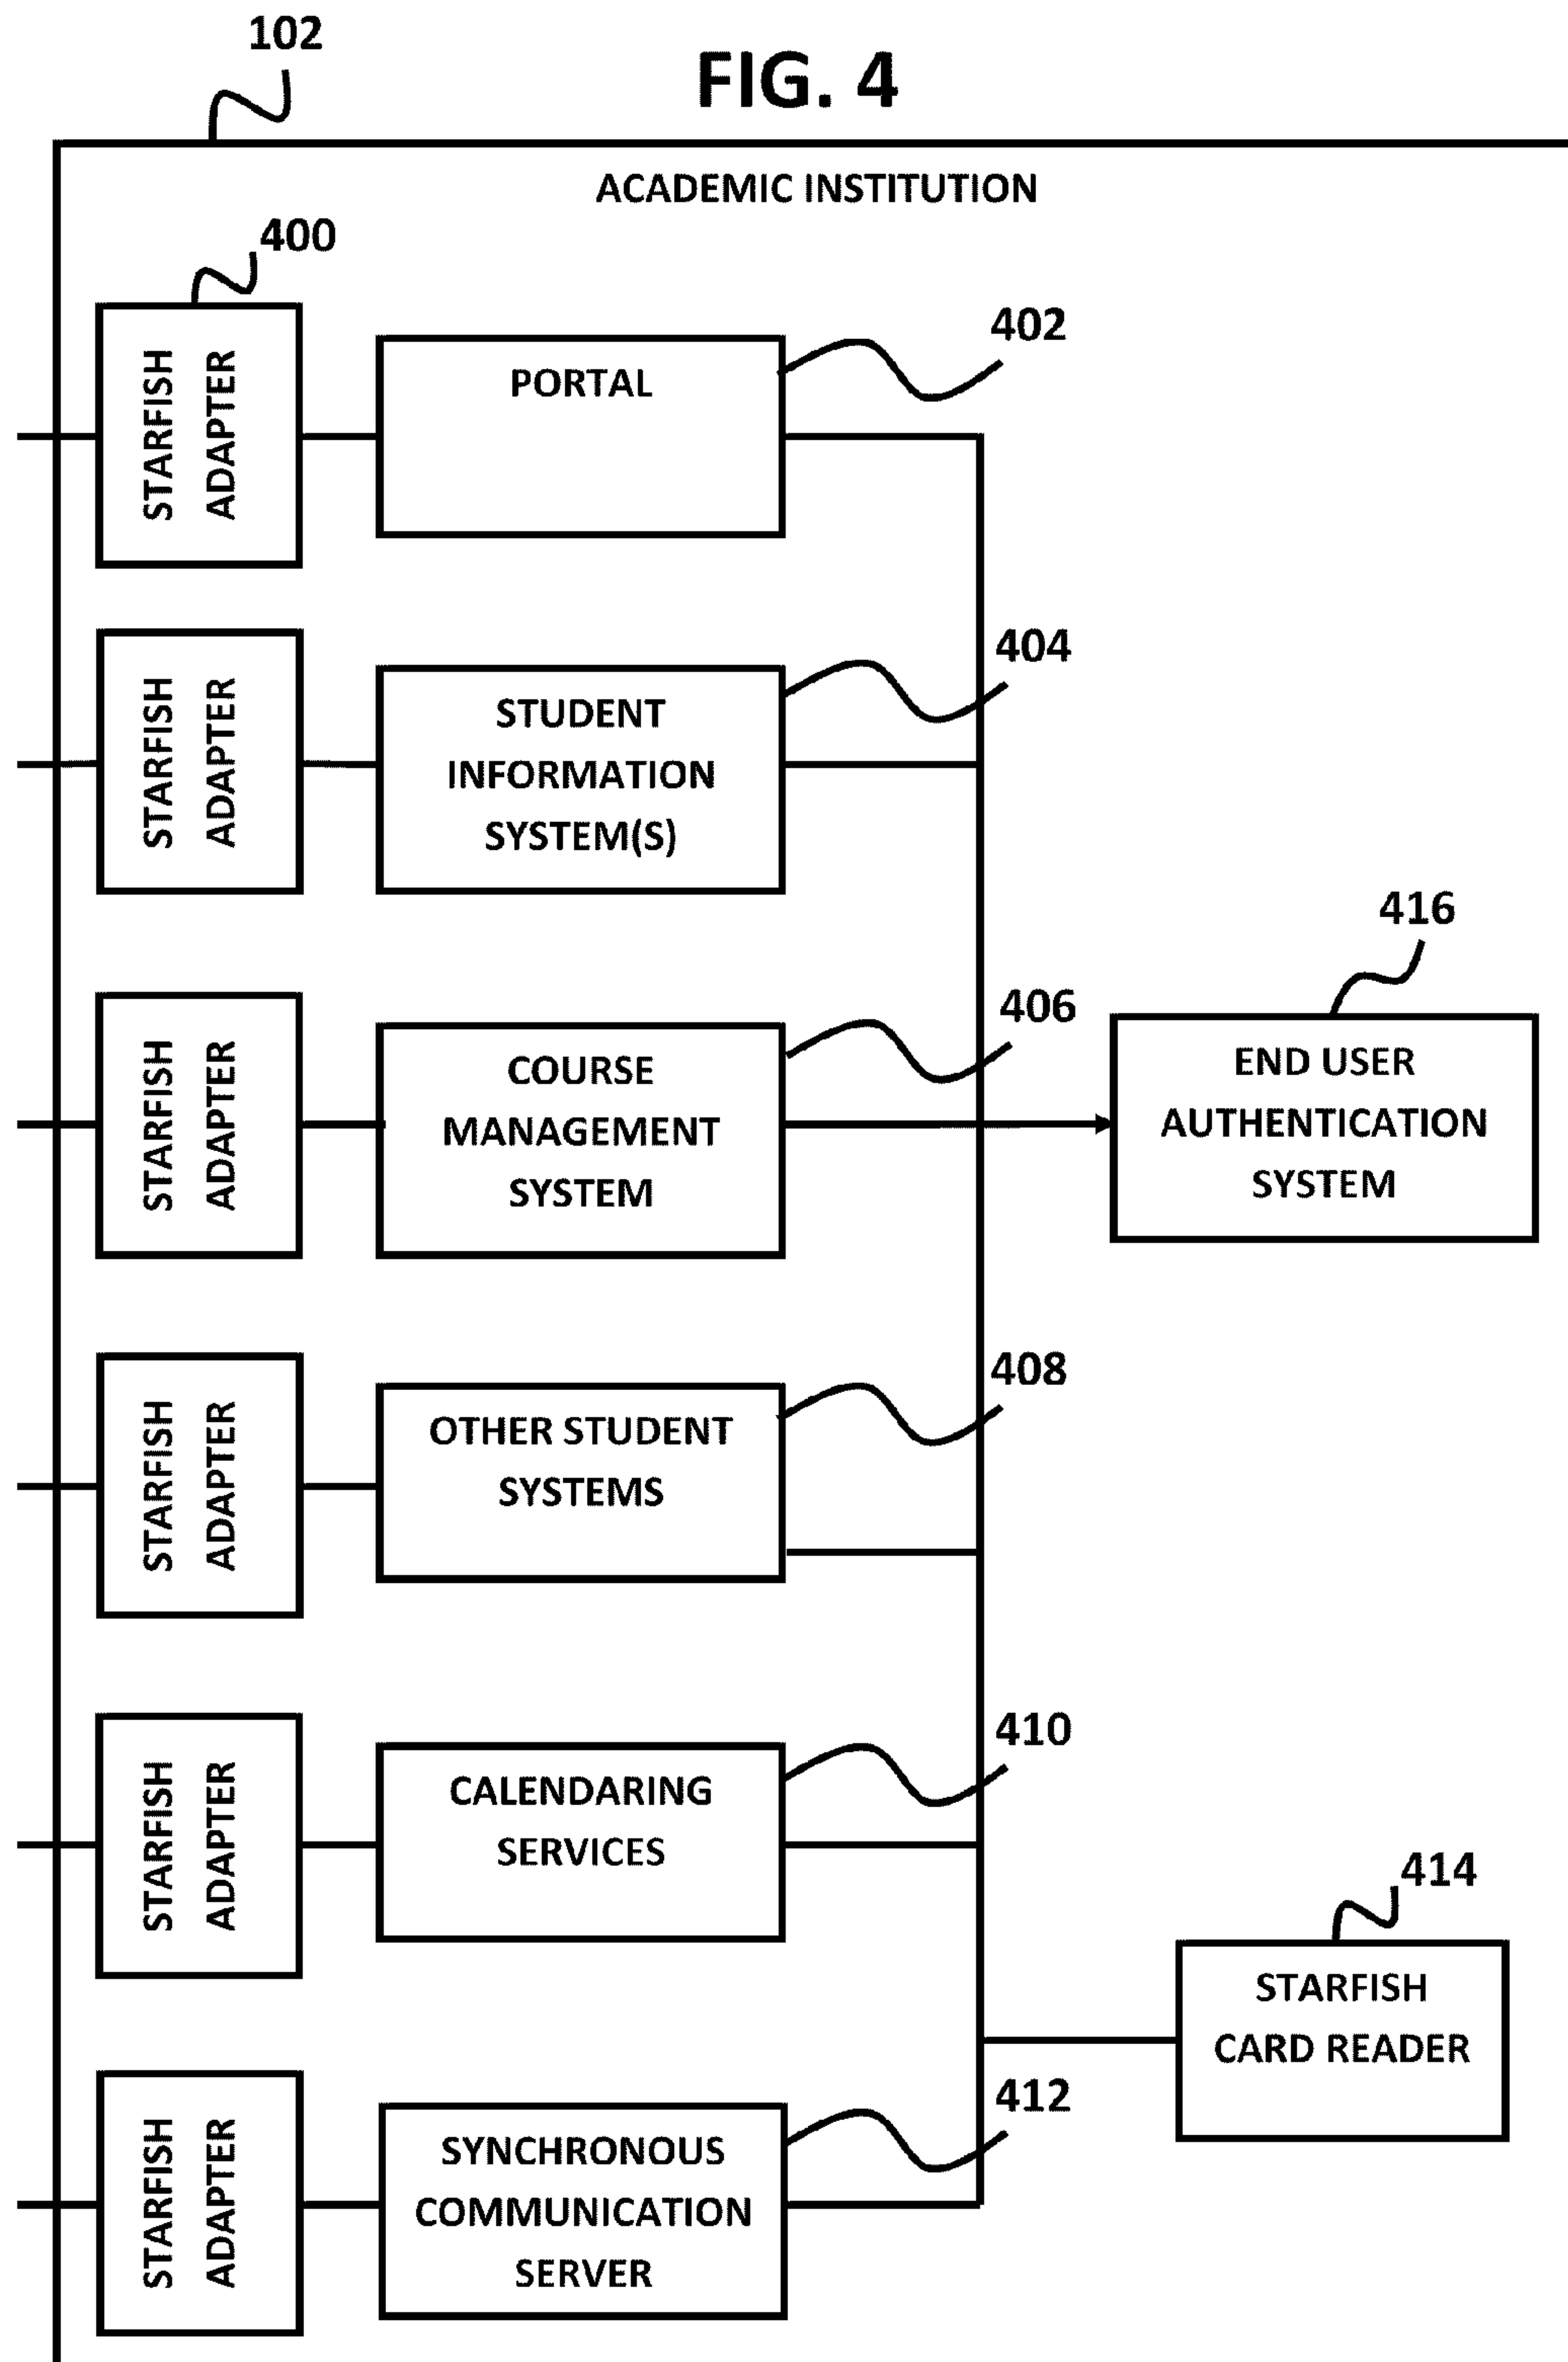 102
FIG. 4
ACADEMIC INSTITUTION
400
STARFISH
ADAPTER
PORTAL
402
STARFISH
ADAPTER
STUDENT
INFORMATION
SYSTEM(S)
404
STARFISH
ADAPTER
COURSE
MANAGEMENT
SYSTEM
406
416
END USER
AUTHENTICATION
SYSTEM
STARFISH
ADAPTER
OTHER STUDENT
SYSTEMS
408
STARFISH
ADAPTER
CALENDARING
SERVICES
410
414
STARFISH
CARD READER
STARFISH
ADAPTER
SYNCHRONOUS
COMMUNICATION
SERVER
412